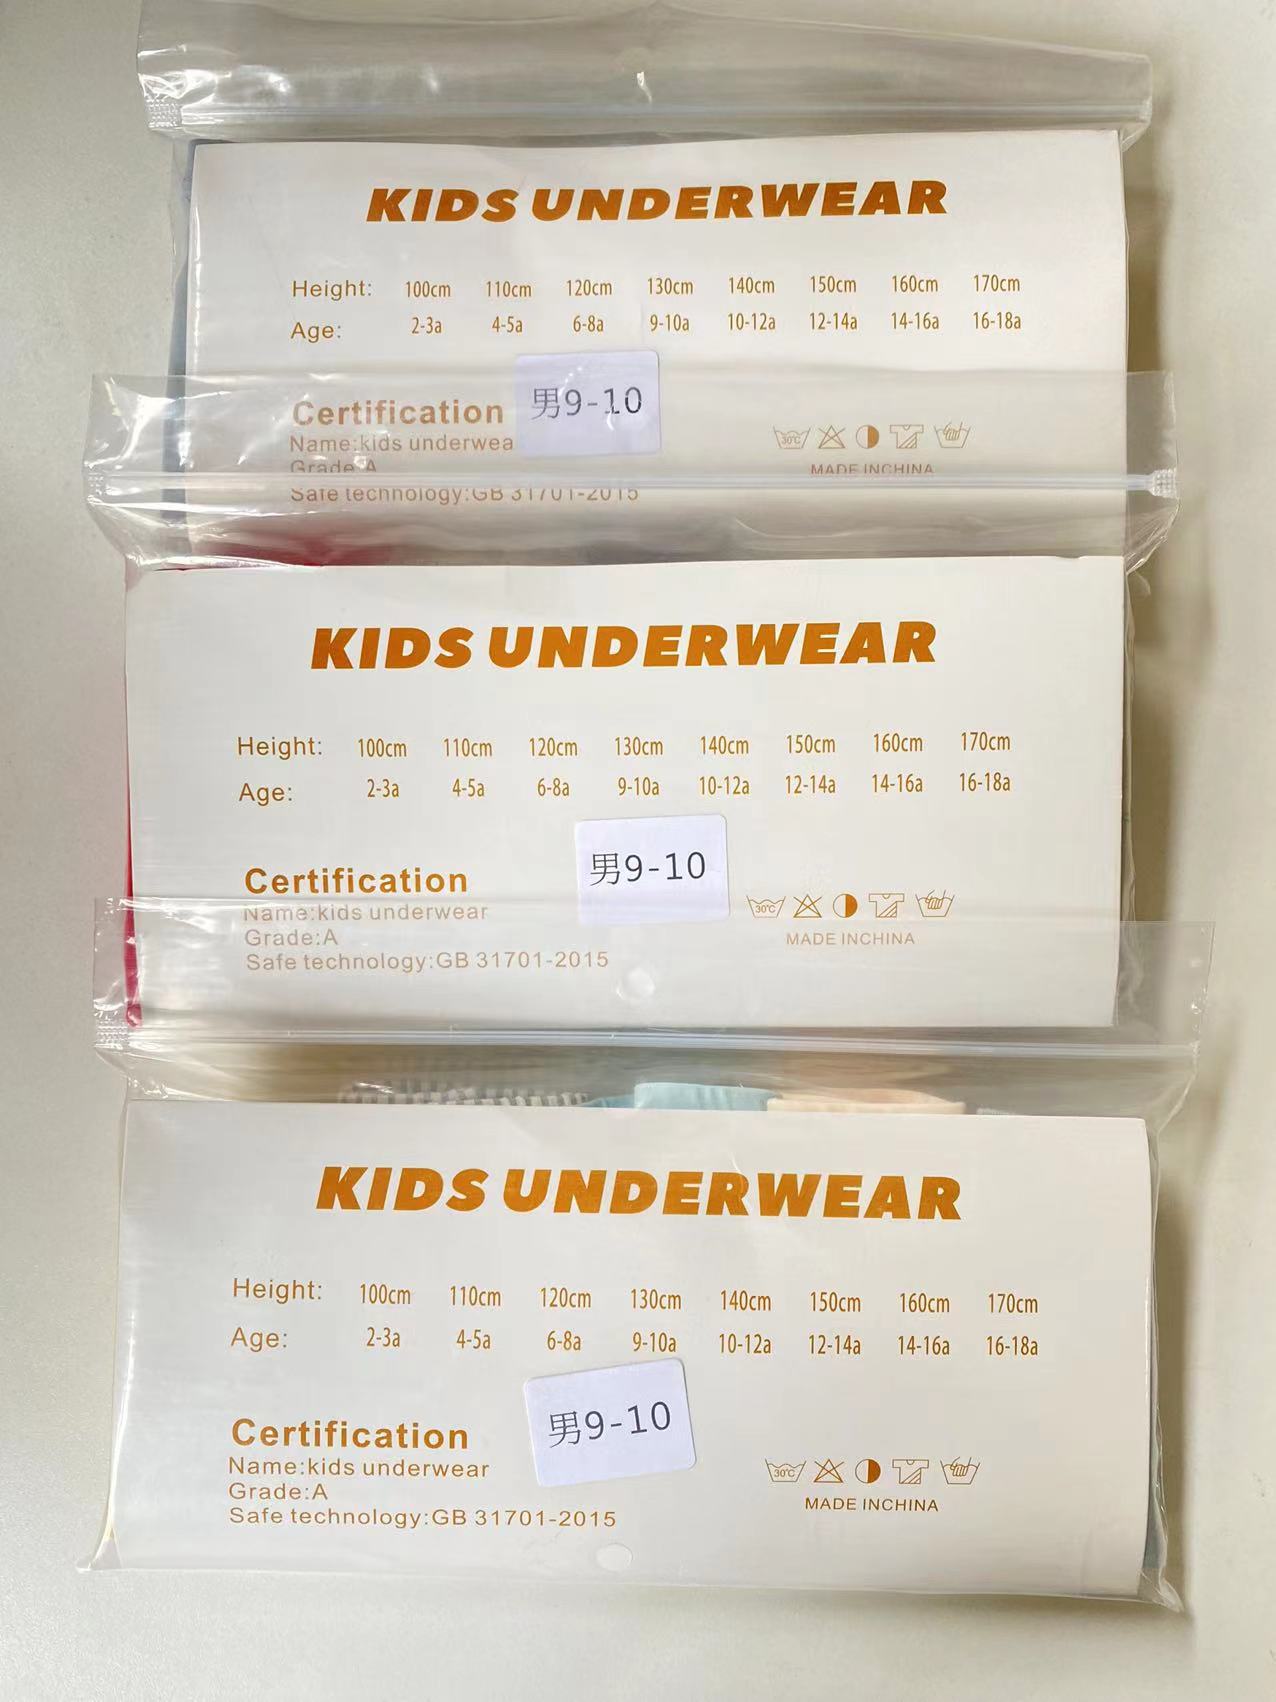 KIDS UNDERWEAR
Height: 100cm 110cm 120cm 130cm 140cm 150cm 160cm 170cm
Age: 2-3a 4-5a 6-8a 9-10a 10-12a 12-14a 14-16a 16-18a
男9-10
Certification
Name:kids underwea
Grade:A
Safe technology:GB 31701-2015
30°C
MADE INCHINA
KIDS UNDERWEAR
Height: 100cm 110cm 120cm 130cm 140cm 150cm 160cm 170cm
Age: 2-3a 4-5a 6-8a 9-10a 10-12a 12-14a 14-16a 16-18a
男9-10
Certification
Name:kids underwear
Grade:A
Safe technology:GB 31701-2015
30°C
MADE INCHINA
KIDS UNDERWEAR
Height: 100cm 110cm 120cm 130cm 140cm 150cm 160cm 170cm
Age: 2-3a 4-5a 6-8a 9-10a 10-12a 12-14a 14-16a 16-18a
男9-10
Certification
Name:kids underwear
Grade:A
Safe technology:GB 31701-2015
30°C
MADE INCHINA